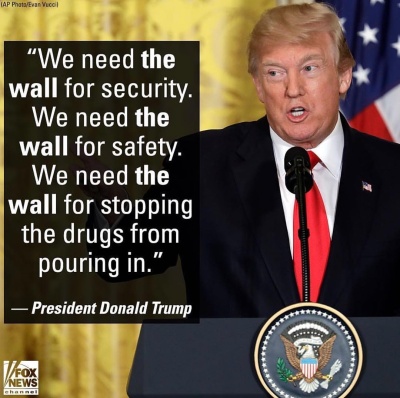 (AP Photo/Evan Vucci)
“We need the
wall for security.
We need the
wall for safety.
We need the
wall for stopping
the drugs from
pouring in.”
— President Donald Trump
FOX
NEWS
channel